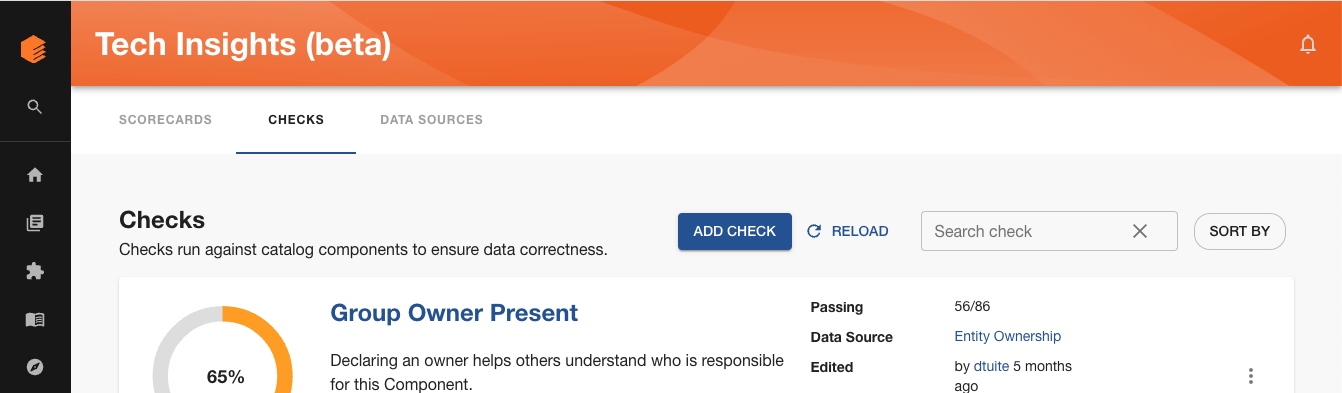 Tech Insights (beta)
SCORECARDS CHECKS DATA SOURCES
Checks
Checks run against catalog components to ensure data correctness.
ADD CHECK RELOAD Search check SORT BY
65%
Group Owner Present
Declaring an owner helps others understand who is responsible
for this Component.
Passing 56/86
Data Source Entity Ownership
Edited by dtuite 5 months
ago